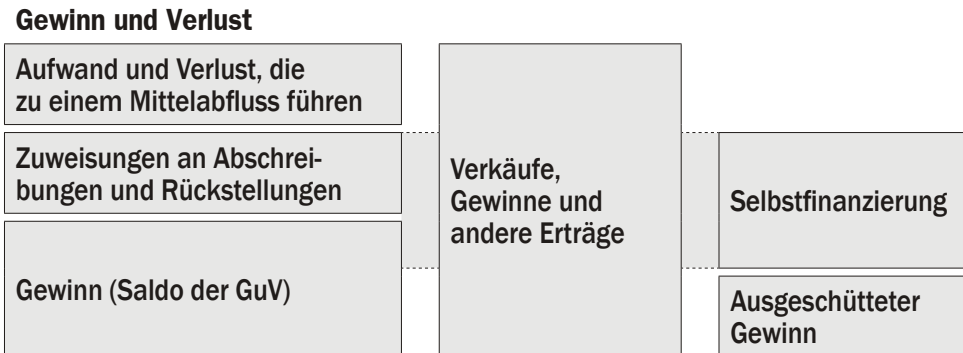 Gewinn und Verlust
Aufwand und Verlust, die
zu einem Mittelabfluss führen
Zuweisungen an Abschrei-
bungen und Rückstellungen
Gewinn (Saldo der GuV)
Verkäufe,
Gewinne und
andere Erträge
Selbstfinanzierung
Ausgeschütteter
Gewinn